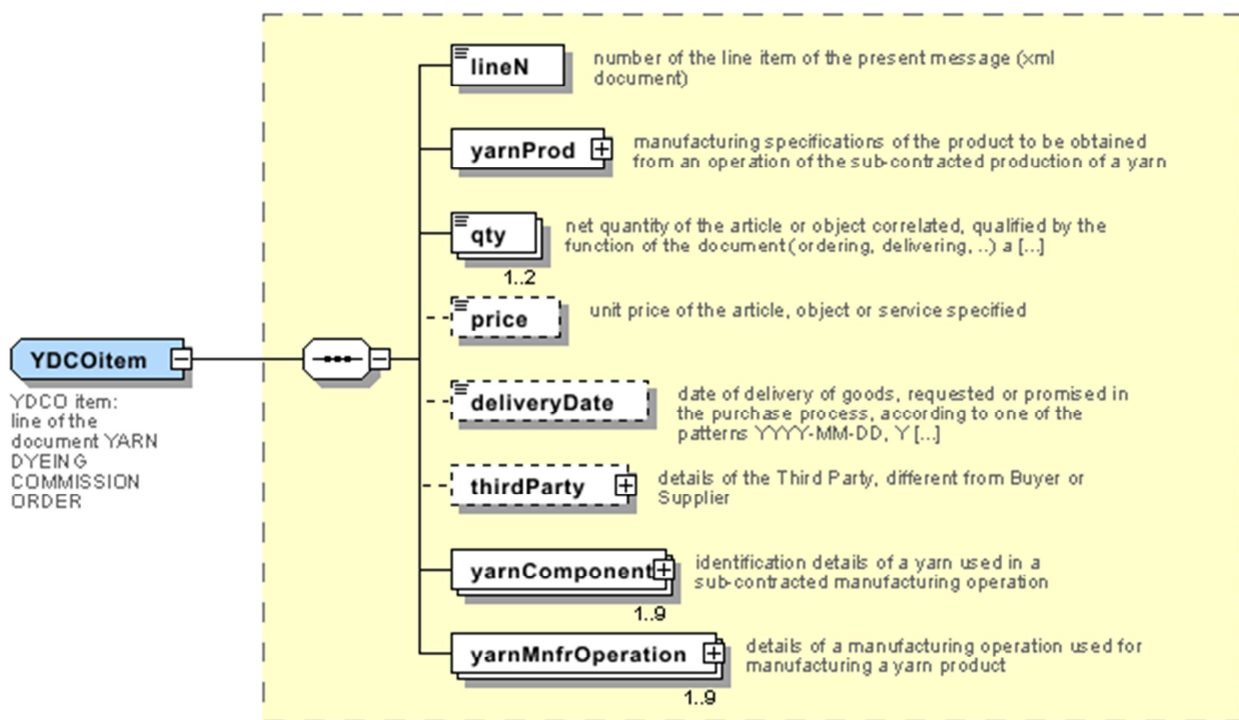 lineN
number of the line item of the present message (xml
document)
yarnProd
manufacturing specifications of the product to be obtained
from an operation of the sub-contracted production of a yarn
qty
net quantity of the article or object correlated, qualified by the
function of the document (ordering, delivering, ..) a [...]
1..2
price
unit price of the article, object or service specified
YDCOitem
YDCO item:
line of the
document YARN
DYEING
COMMISSION
ORDER
deliveryDate
date of delivery of goods, requested or promised in
the purchase process, according to one of the
patterns YYYY-MM-DD, Y [...]
thirdParty
details of the Third Party, different from Buyer or
Supplier
yarnComponent
identification details of a yarn used in a
sub-contracted manufacturing operation
1..9
yarnMnfrOperation
details of a manufacturing operation used for
manufacturing a yarn product
1..9